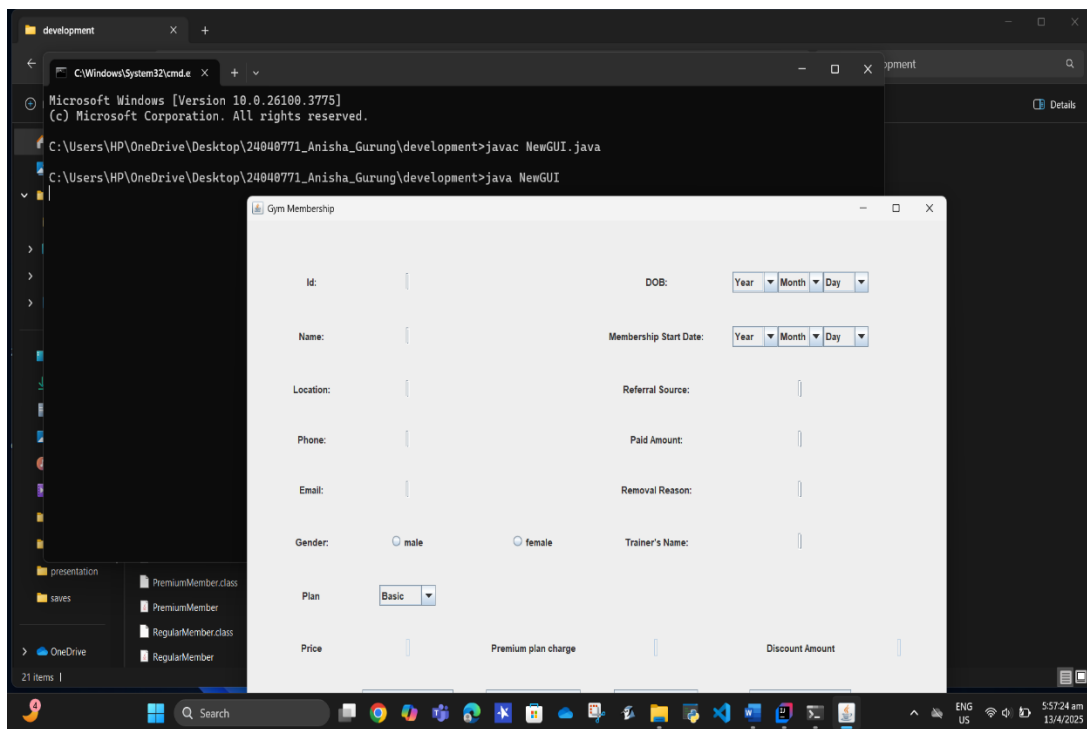 development
opment
Details
C:\Windows\System32\cmd.e
Microsoft Windows [Version 10.0.26100.3775]
(c) Microsoft Corporation. All rights reserved.
C:\Users\HP\OneDrive\Desktop\24040771_Anisha_Gurung\development>javac NewGUI.java
C:\Users\HP\OneDrive\Desktop\24040771_Anisha_Gurung\development>java NewGUI
Gym Membership
Id: DOB: Year Month Day
Name: Membership Start Date: Year Month Day
Location: Referral Source:
Phone: Paid Amount:
Email: Removal Reason:
Gender: male female Trainer's Name:
Plan Basic
Price Premium plan charge Discount Amount
presentation
saves
OneDrive
PremiumMember.class
PremiumMember
RegularMember.class
RegularMember
21 items
4
Search
ENG
US
5:57:24 am
13/4/2025